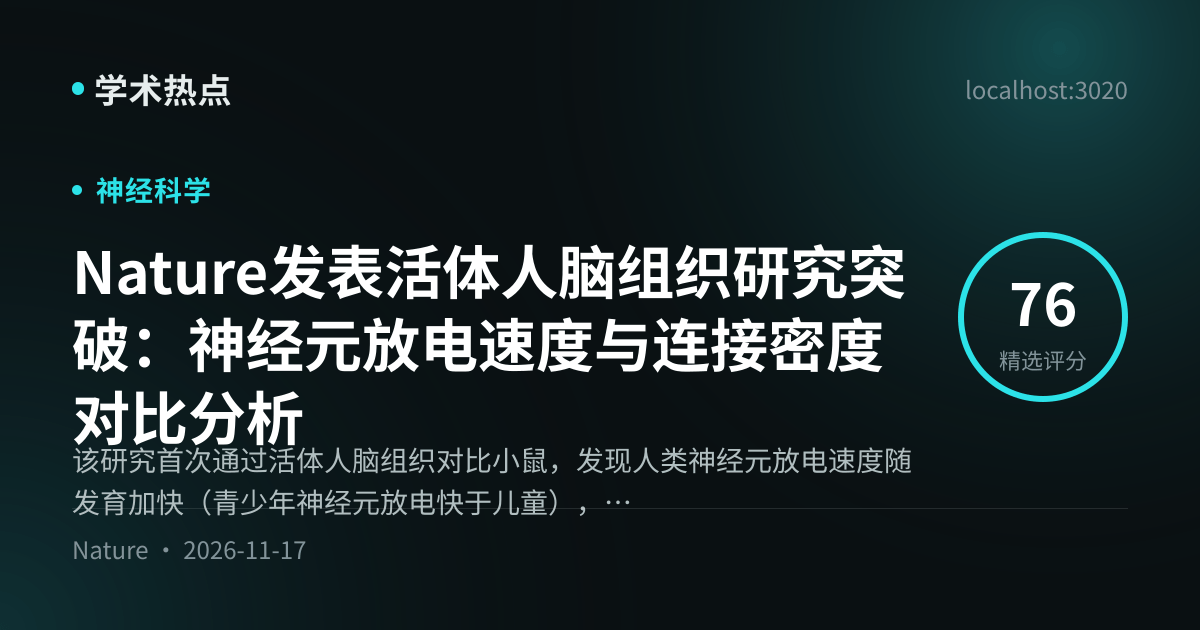 学术热点
localhost:3020
神经科学
Nature发表活体人脑组织研究突
破：神经元放电速度与连接密度
对比分析
76
精选评分
该研究首次通过活体人脑组织对比小鼠，发现人类神经元放电速度随
发育加快（青少年神经元放电快于儿童），…
Nature · 2026-11-17